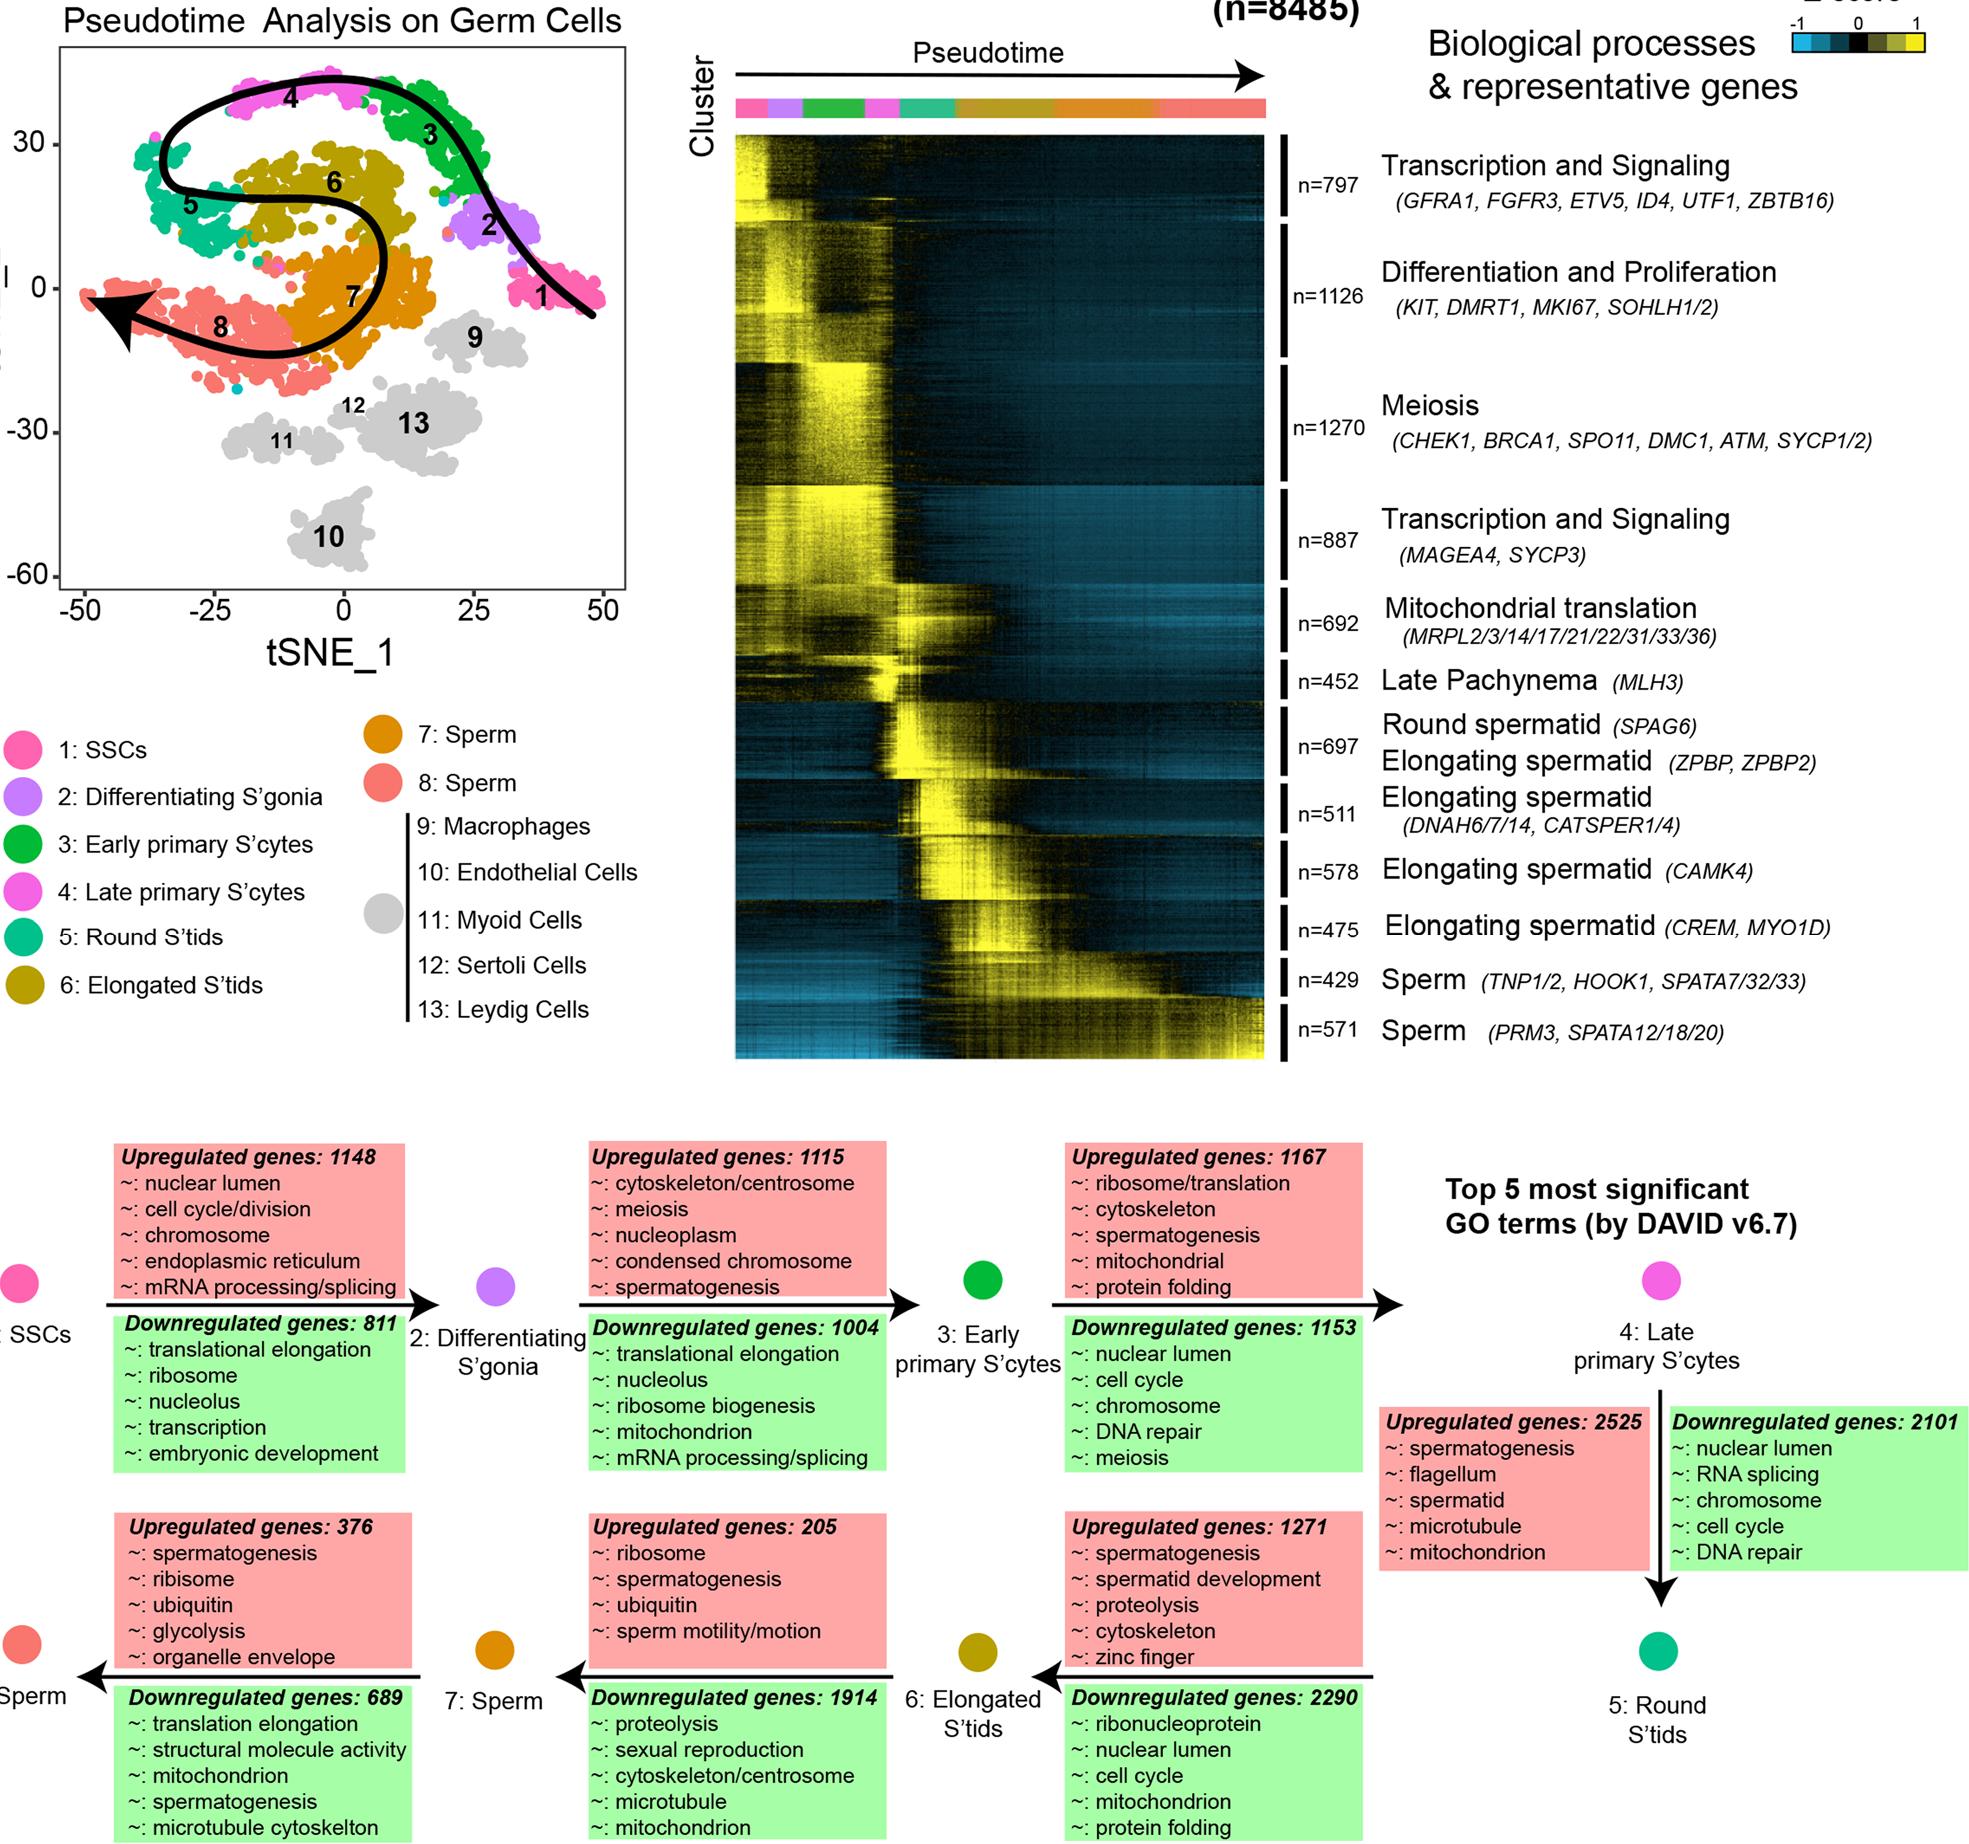 Pseudotime Analysis on Germ Cells
30
0
-30
-60
-50
-25
0
25
50
tSNE_1
1
2
3
4
5
6
7
8
9
10
11
12
13
1: SSCs
2: Differentiating S’gonia
3: Early primary S’cytes
4: Late primary S’cytes
5: Round S’tids
6: Elongated S’tids
7: Sperm
8: Sperm
9: Macrophages
10: Endothelial Cells
11: Myoid Cells
12: Sertoli Cells
13: Leydig Cells
(n=8485)
Pseudotime
Cluster
-1 0 1
Biological processes
& representative genes
n=797
Transcription and Signaling
(GFRA1, FGFR3, ETV5, ID4, UTF1, ZBTB16)
n=1126
Differentiation and Proliferation
(KIT, DMRT1, MKI67, SOHLH1/2)
n=1270
Meiosis
(CHEK1, BRCA1, SPO11, DMC1, ATM, SYCP1/2)
n=887
Transcription and Signaling
(MAGEA4, SYCP3)
n=692
Mitochondrial translation
(MRPL2/3/14/17/21/22/31/33/36)
n=452
Late Pachynema (MLH3)
n=697
Round spermatid (SPAG6)
Elongating spermatid (ZPBP, ZPBP2)
n=511
Elongating spermatid
(DNAH6/7/14, CATSPER1/4)
n=578
Elongating spermatid (CAMK4)
n=475
Elongating spermatid (CREM, MYO1D)
n=429
Sperm (TNP1/2, HOOK1, SPATA7/32/33)
n=571
Sperm (PRM3, SPATA12/18/20)
: SSCs
Upregulated genes: 1148
~: nuclear lumen
~: cell cycle/division
~: chromosome
~: endoplasmic reticulum
~: mRNA processing/splicing
Downregulated genes: 811
~: translational elongation
~: ribosome
~: nucleolus
~: transcription
~: embryonic development
2: Differentiating
S’gonia
Upregulated genes: 1115
~: cytoskeleton/centrosome
~: meiosis
~: nucleoplasm
~: condensed chromosome
~: spermatogenesis
Downregulated genes: 1004
~: translational elongation
~: nucleolus
~: ribosome biogenesis
~: mitochondrion
~: mRNA processing/splicing
3: Early
primary S’cytes
Upregulated genes: 1167
~: ribosome/translation
~: cytoskeleton
~: spermatogenesis
~: mitochondrial
~: protein folding
Downregulated genes: 1153
~: nuclear lumen
~: cell cycle
~: chromosome
~: DNA repair
~: meiosis
Top 5 most significant
GO terms (by DAVID v6.7)
4: Late
primary S’cytes
Upregulated genes: 2525
~: spermatogenesis
~: flagellum
~: spermatid
~: microtubule
~: mitochondrion
Downregulated genes: 2101
~: nuclear lumen
~: RNA splicing
~: chromosome
~: cell cycle
~: DNA repair
5: Round
S’tids
Upregulated genes: 1271
~: spermatogenesis
~: spermatid development
~: proteolysis
~: cytoskeleton
~: zinc finger
Downregulated genes: 2290
~: ribonucleoprotein
~: nuclear lumen
~: cell cycle
~: mitochondrion
~: protein folding
6: Elongated
S’tids
Upregulated genes: 205
~: ribosome
~: spermatogenesis
~: ubiquitin
~: sperm motility/motion
Downregulated genes: 1914
~: proteolysis
~: sexual reproduction
~: cytoskeleton/centrosome
~: microtubule
~: mitochondrion
7: Sperm
Upregulated genes: 376
~: spermatogenesis
~: ribisome
~: ubiquitin
~: glycolysis
~: organelle envelope
Downregulated genes: 689
~: translation elongation
~: structural molecule activity
~: mitochondrion
~: spermatogenesis
~: microtubule cytoskelton
Sperm